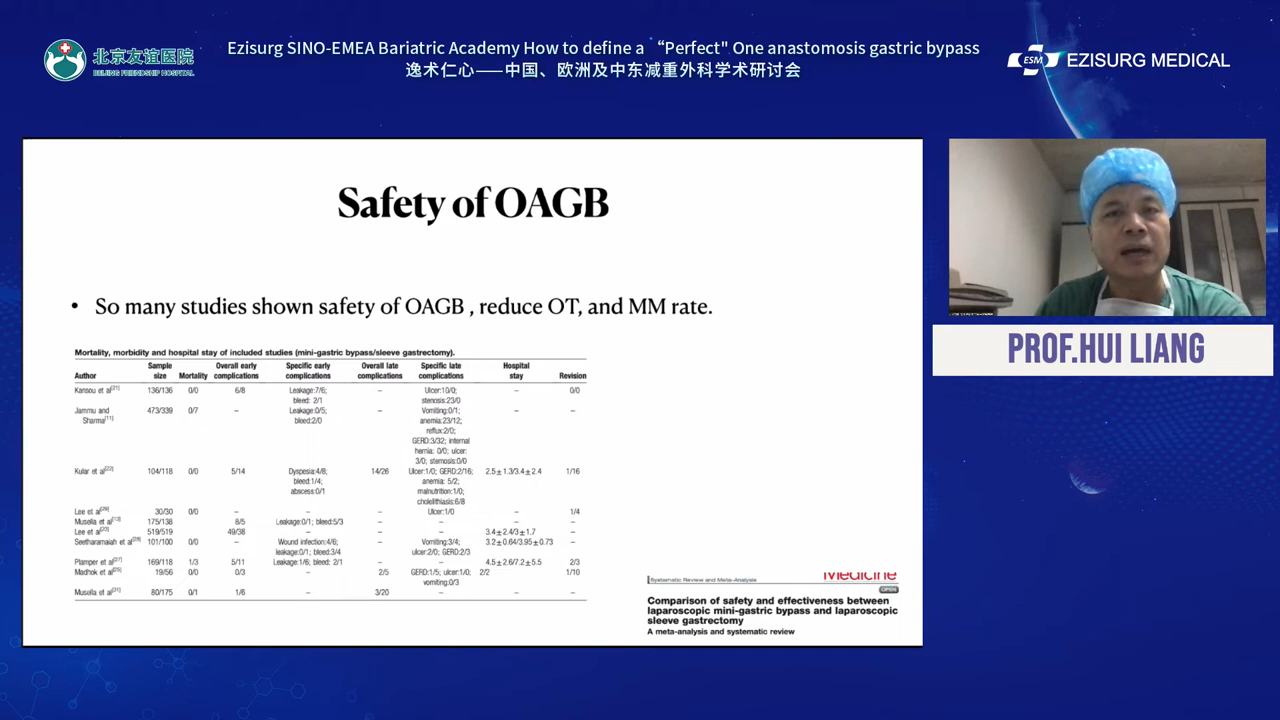 北京友谊医院
BEIJING FRIENDSHIP HOSPITAL
Ezisurg SINO-EMEA Bariatric Academy How to define a “Perfect" One anastomosis gastric bypass
逸术仁心——中国、欧洲及中东减重外科学术研讨会
ESM EZISURG MEDICAL
Safety of OAGB
• So many studies shown safety of OAGB , reduce OT, and MM rate.
Mortality, morbidity and hospital stay of included studies (mini-gastric bypass/sleeve gastrectomy).
Author Sample size Mortality Overall early complications Specific early complications Overall late complications Specific late complications Hospital stay Revision
Kansou et al[21] 136/136 0/0 6/8 Leakage:7/6; – Ulcer:10/0; – 0/0
bleed: 2/1 stenosis:23/0
Jammu and 473/339 0/7 – Leakage:0/5; – Vomiting:0/1; – –
Sharma[11] bleed:2/0 anemia:23/12;
reflux:2/0;
GERD:3/32; internal
hernia: 0/0; ulcer:
3/0; stemosis:0/0
Kular et al[22] 104/118 0/0 5/14 Dyspesia:4/8; 14/26 Ulcer:1/0; GERD:2/16; 2.5±1.3/3.4±2.4 1/16
bleed:1/4; anemia: 5/2;
abscess:0/1 malnutrition:1/0;
cholelithiasis:6/8
Lee et al[29] 30/30 0/0 – – – Ulcer:1/0 1/4
Musella et al[13] 175/138 8/5 Leakage:0/1; bleed:5/3 – – – –
Lee et al[23] 519/519 49/38 – – – 3.4±2.4/3±1.7
Seetharamaiah et al[28] 101/100 0/0 – Wound infection:4/6; Vomiting:3/4; 3.2±0.64/3.95±0.73 –
leakage:0/1; bleed:3/4 ulcer:2/0; GERD:2/3
Plamper et al[27] 169/118 1/3 5/11 Leakage:1/6; bleed: 2/1 – – 4.5±2.6/7.2±5.5 2/3
Madhok et al[25] 19/56 0/0 0/3 – 2/5 GERD:1/5; ulcer:1/0; 2/2 1/10
vomiting:0/3
Musella et al[31] 80/175 0/1 1/6 – 3/20 – – –
Medicine
Systematic Review and Meta-Analysis
OPEN
Comparison of safety and effectiveness between
laparoscopic mini-gastric bypass and laparoscopic
sleeve gastrectomy
A meta-analysis and systematic review
PROF.HUI LIANG